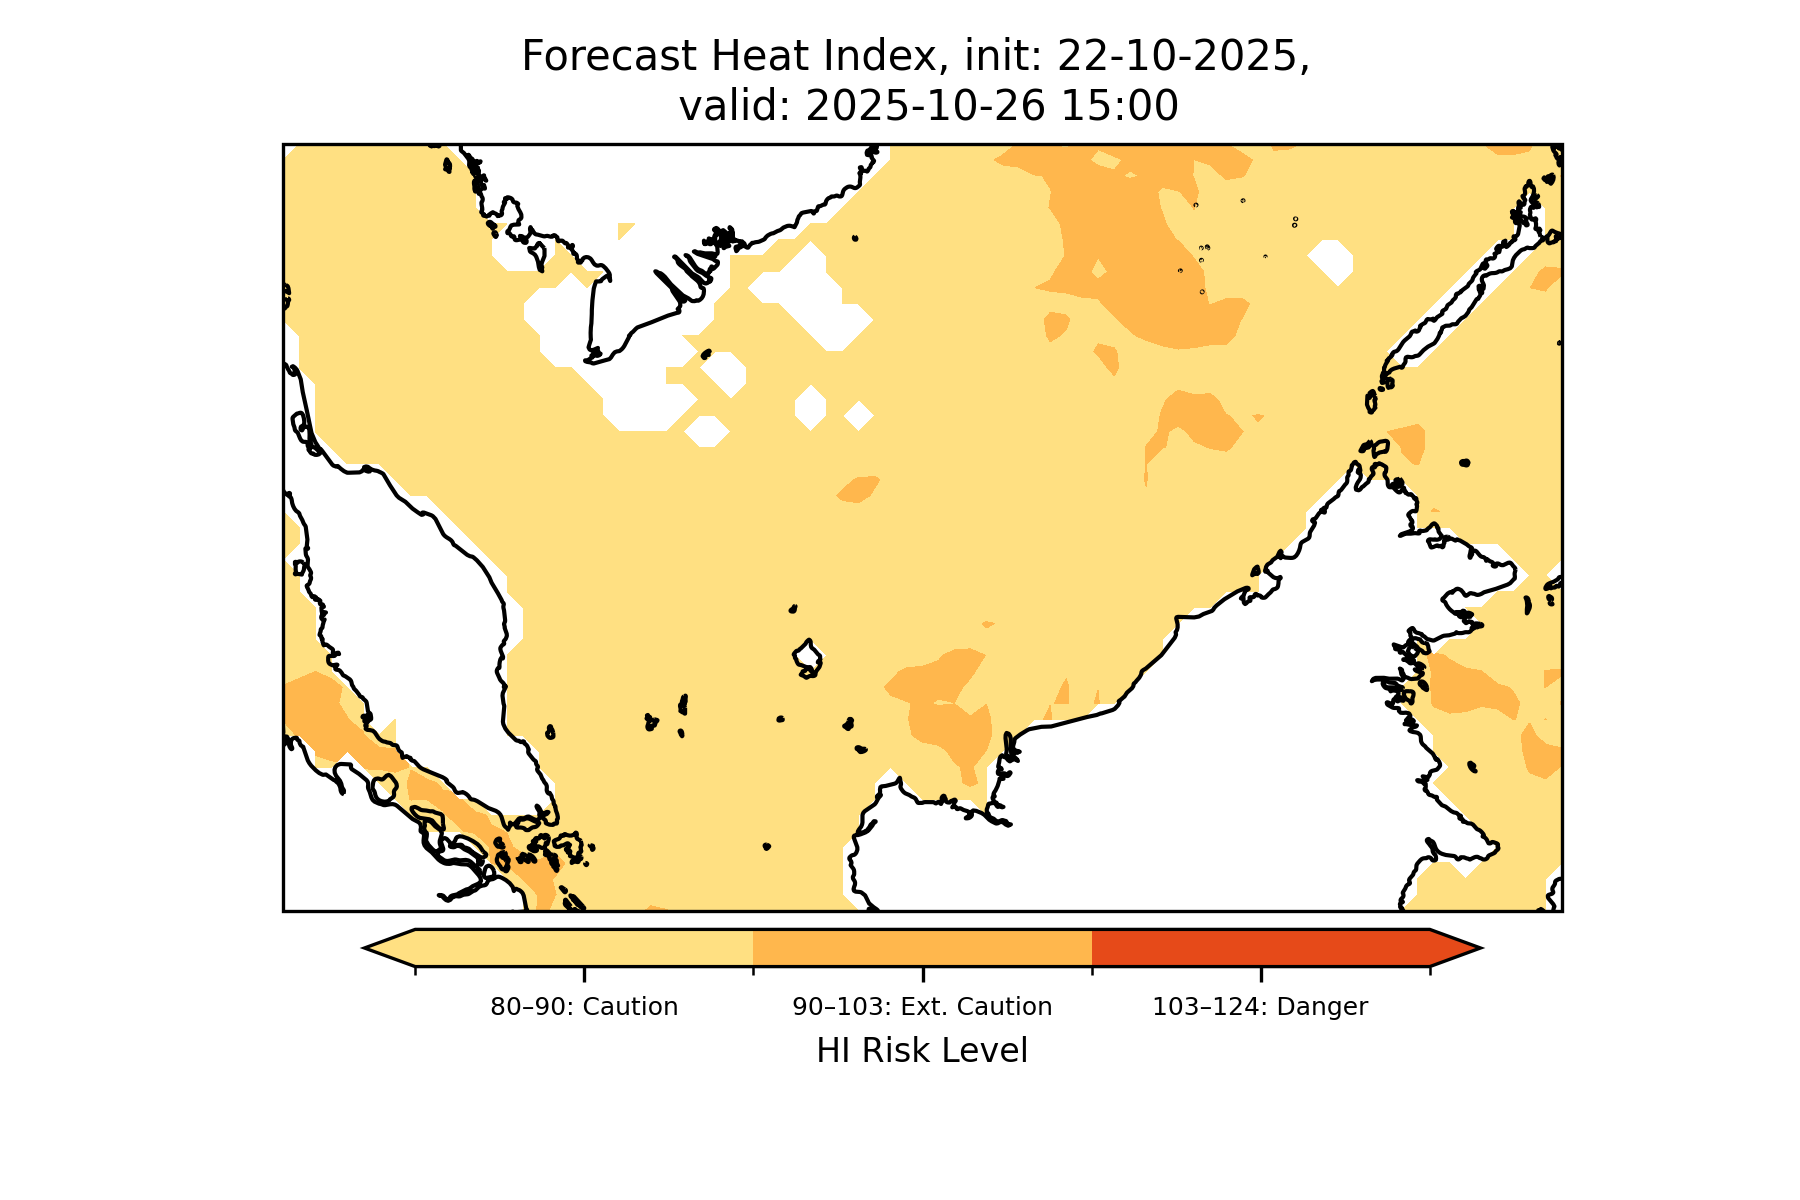 Forecast Heat Index, init: 22-10-2025,
valid: 2025-10-26 15:00
80–90: Caution
90–103: Ext. Caution
103–124: Danger
HI Risk Level